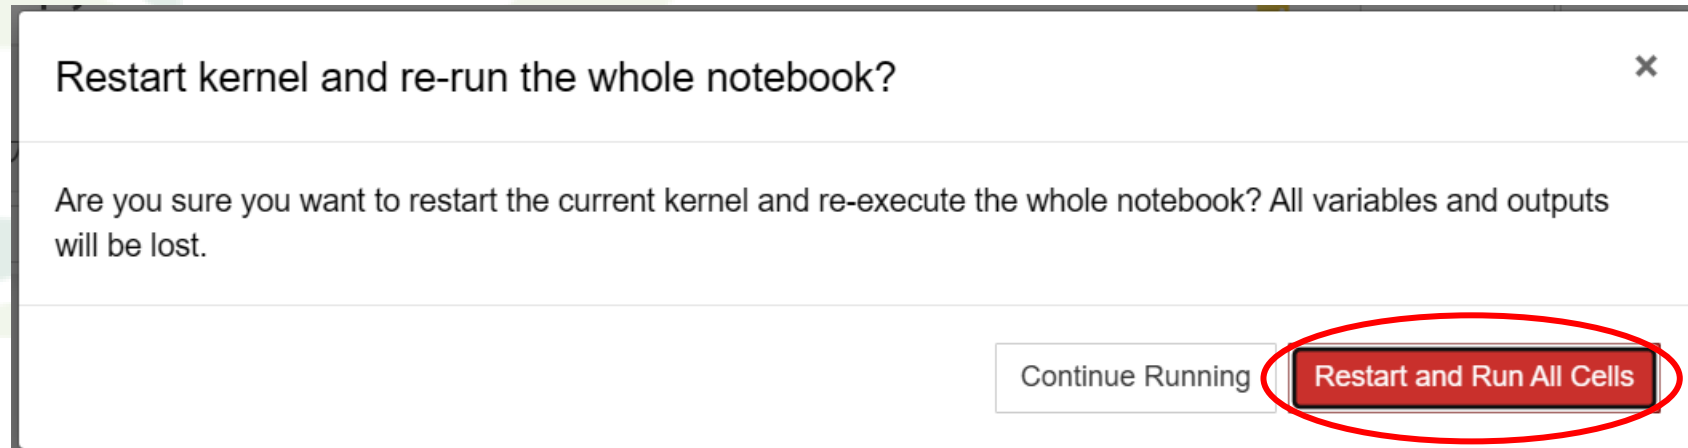 Restart kernel and re-run the whole notebook?
×
Are you sure you want to restart the current kernel and re-execute the whole notebook? All variables and outputs
will be lost.
Continue Running
Restart and Run All Cells